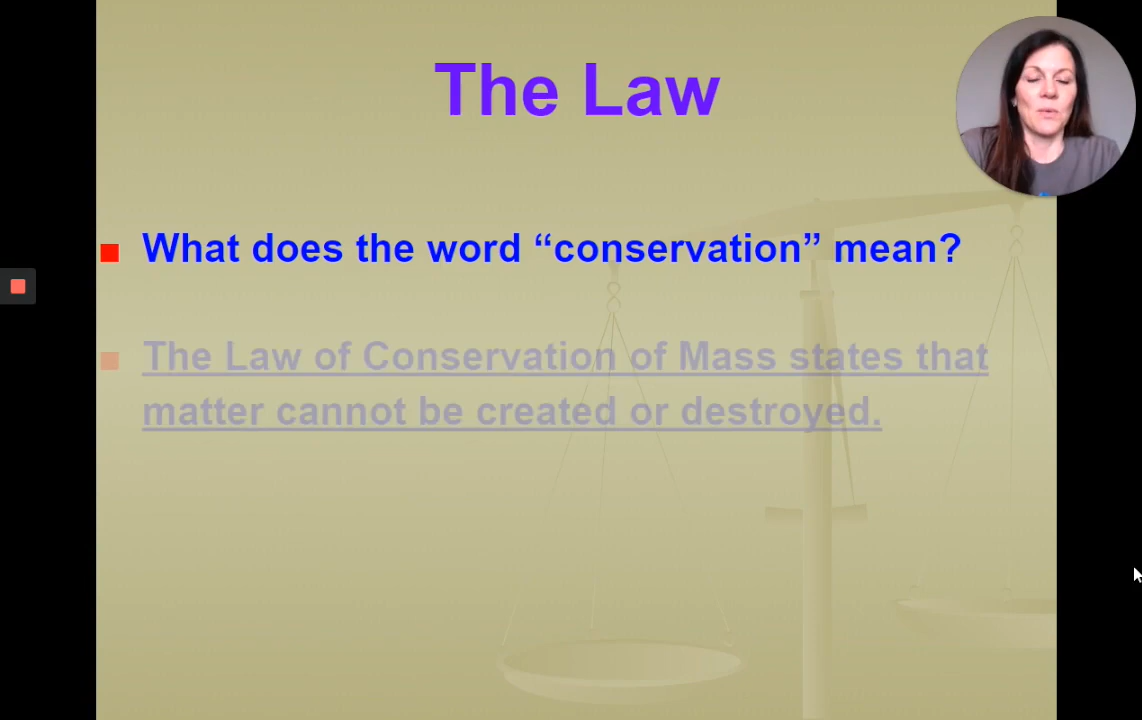 The Law
What does the word “conservation” mean?
The Law of Conservation of Mass states that
matter cannot be created or destroyed.